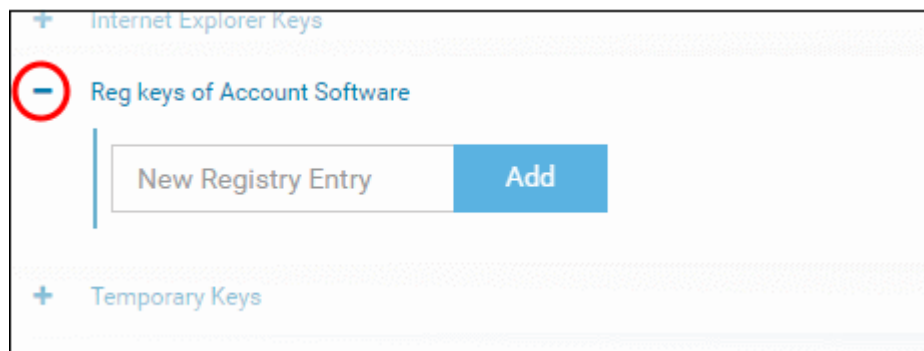 Internet Explorer Keys
Reg keys of Account Software
New Registry Entry
Add
Temporary Keys